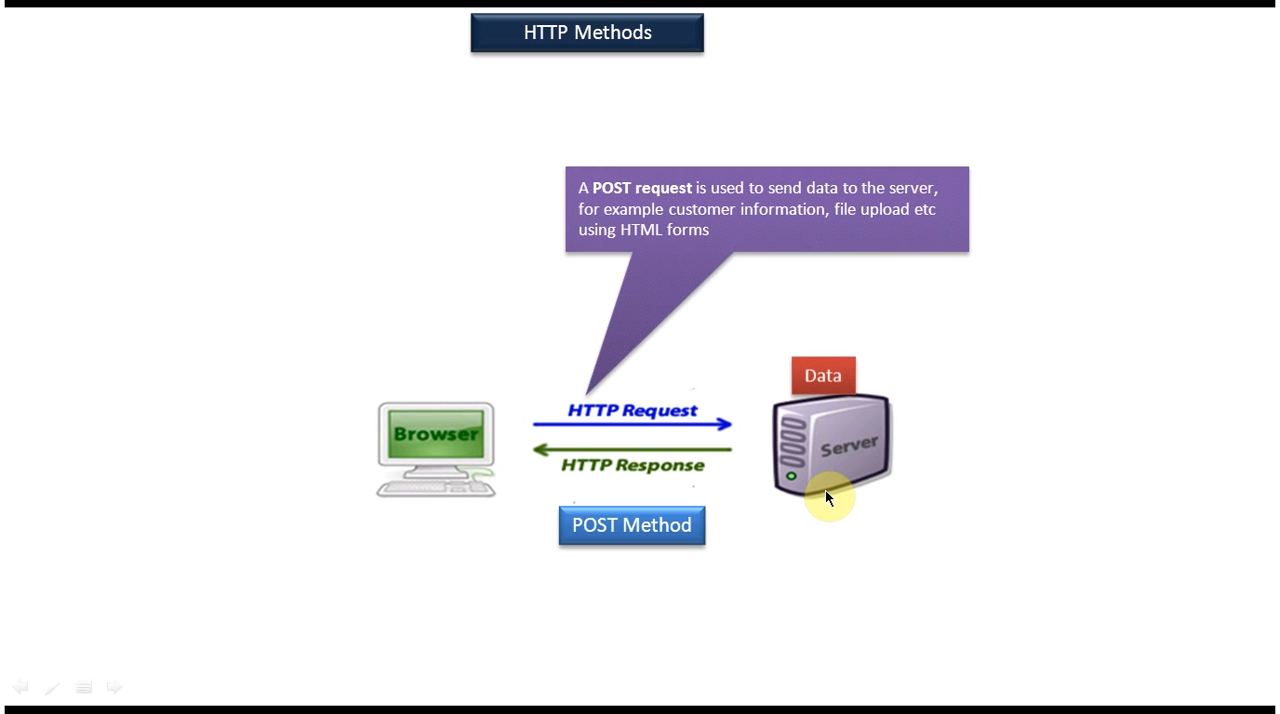 HTTP Methods
A POST request is used to send data to the server,
for example customer information, file upload etc
using HTML forms
Data
HTTP Request
Browser
Server
HTTP Response
POST Method